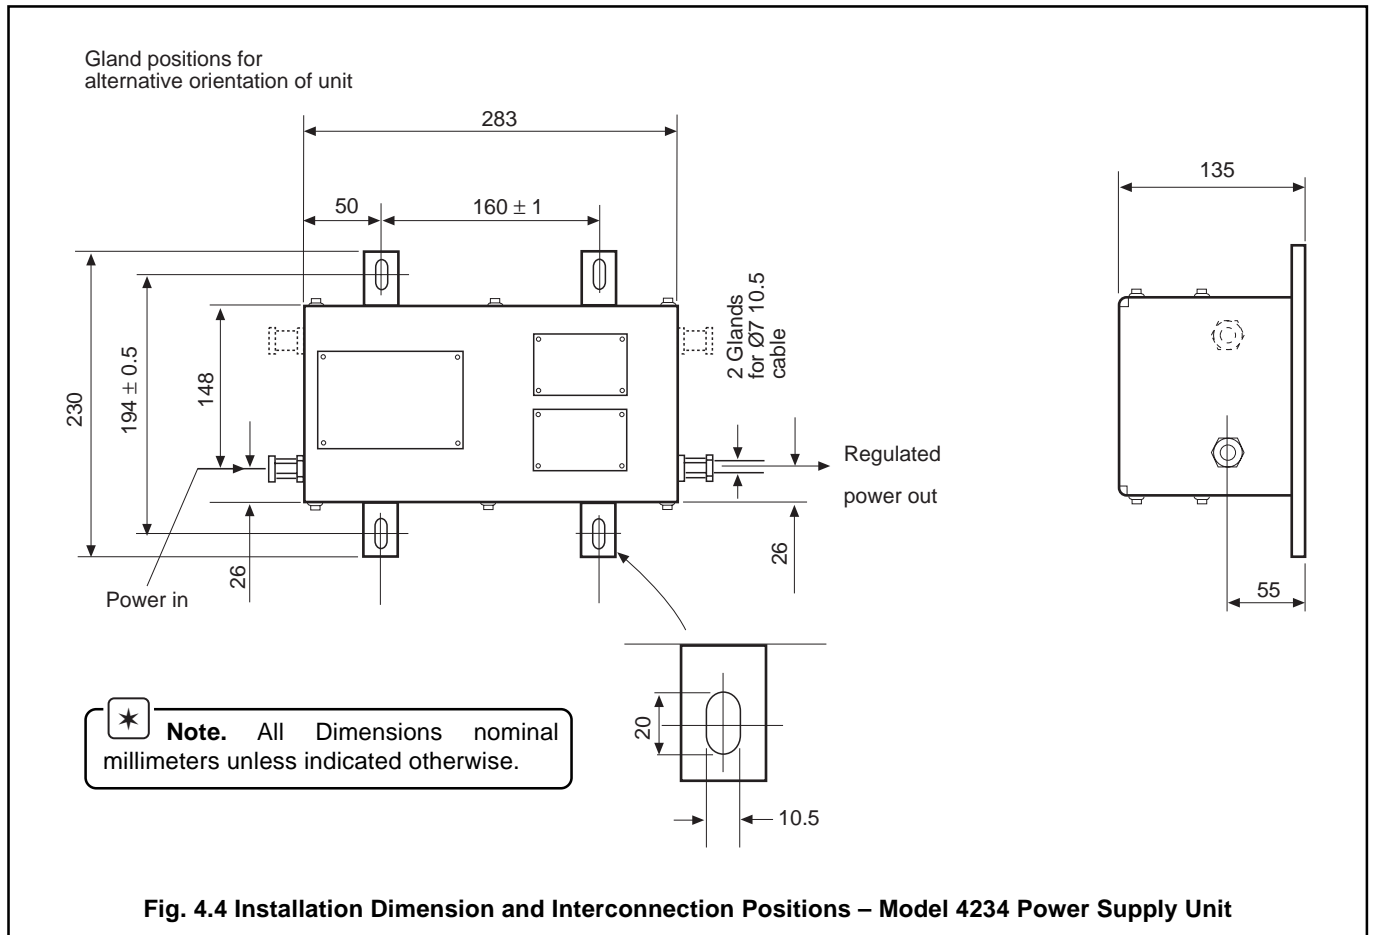 Gland positions for
alternative orientation of unit
283
135
50
160 ± 1
2 Glands
for Ø7 10.5
cable
230
194 ± 0.5
148
Regulated
power out
26
26
Power in
55
Note. All Dimensions nominal
millimeters unless indicated otherwise.
20
10.5
Fig. 4.4 Installation Dimension and Interconnection Positions – Model 4234 Power Supply Unit